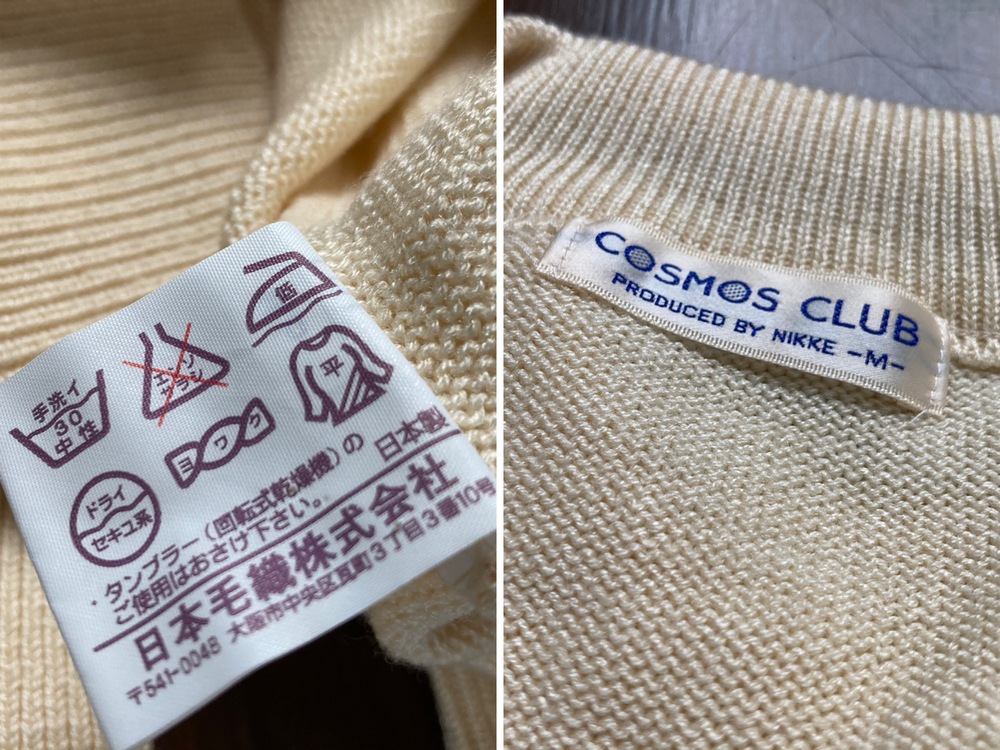 手洗イ
30
中性
エンソ
サラシ
低
ドライ
セキユ系
ヨワク
平
タンブラー(回転式乾燥機)の
ご使用はおさけ下さい。
日本製
日本毛織株式会社
〒541-0048 大阪市中央区瓦町3丁目3番10号
COSMOS CLUB
PRODUCED BY NIKKE -M-